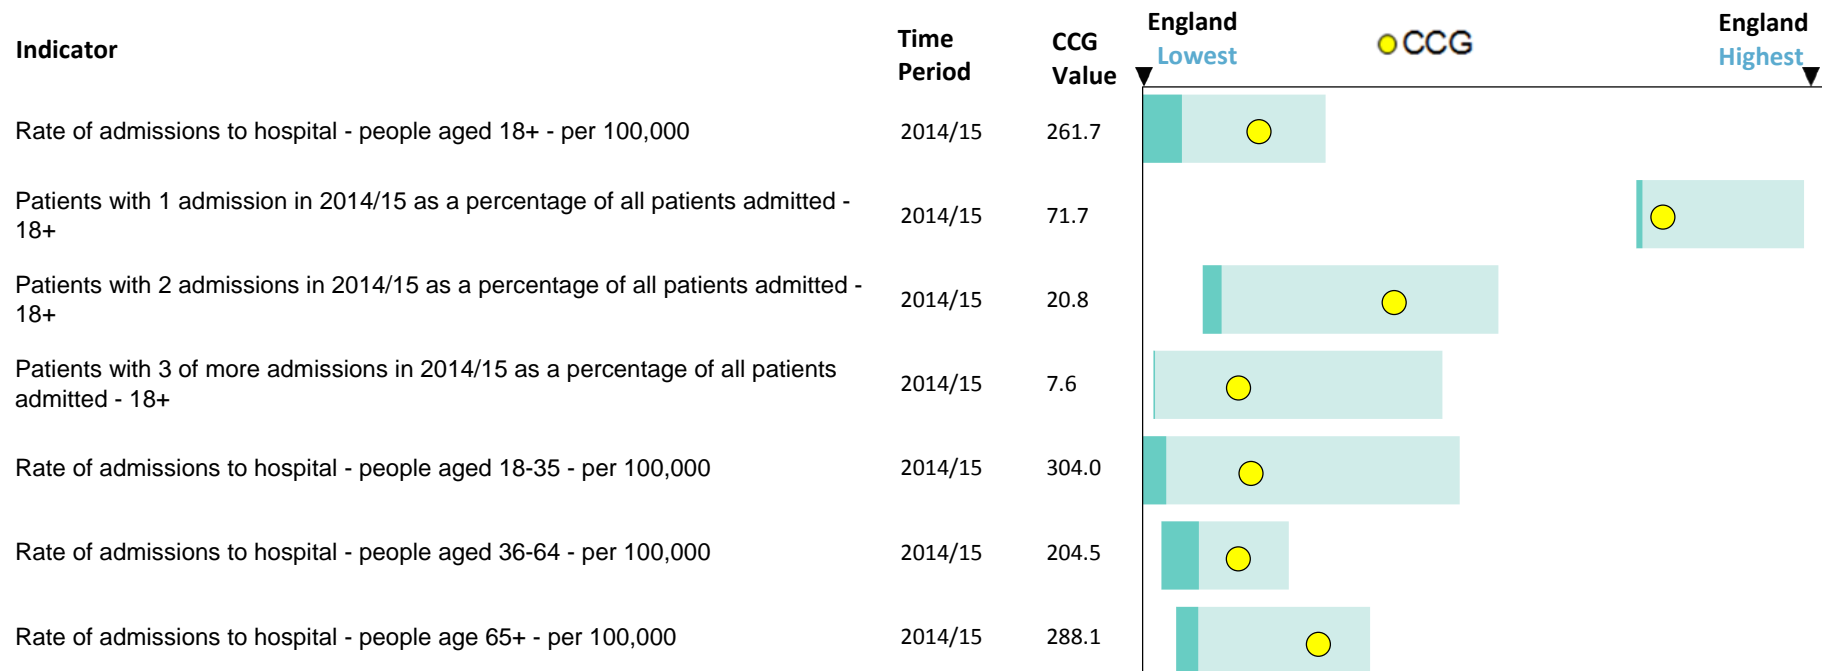 Indicator
Time
Period
CCG
Value
England
Lowest
CCG
England
Highest
Rate of admissions to hospital - people aged 18+ - per 100,000
2014/15
261.7
Patients with 1 admission in 2014/15 as a percentage of all patients admitted -
18+
2014/15
71.7
Patients with 2 admissions in 2014/15 as a percentage of all patients admitted -
18+
2014/15
20.8
Patients with 3 of more admissions in 2014/15 as a percentage of all patients
admitted - 18+
2014/15
7.6
Rate of admissions to hospital - people aged 18-35 - per 100,000
2014/15
304.0
Rate of admissions to hospital - people aged 36-64 - per 100,000
2014/15
204.5
Rate of admissions to hospital - people age 65+ - per 100,000
2014/15
288.1